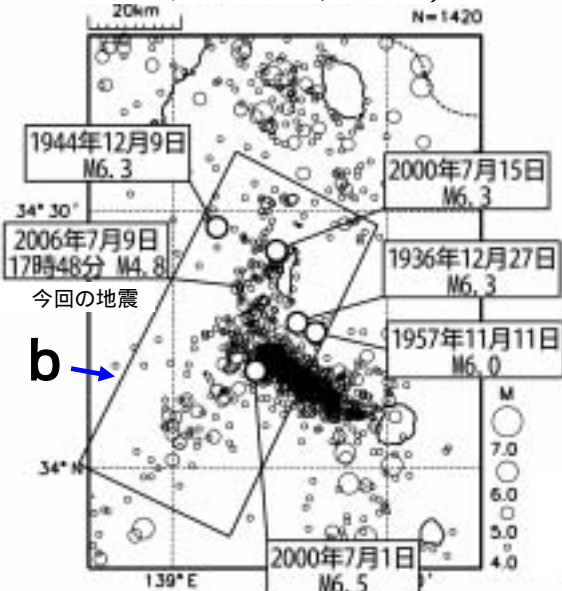 20km
N=1420
1944年12月9日
M6.3
2000年7月15日
M6.3
34°30'
2006年7月9日
17時48分 M4.8
今回の地震
1936年12月27日
M6.3
1957年11月11日
M6.0
b
M
7.0
6.0
5.0
4.0
34°N
2000年7月1日
M6.5
139°E